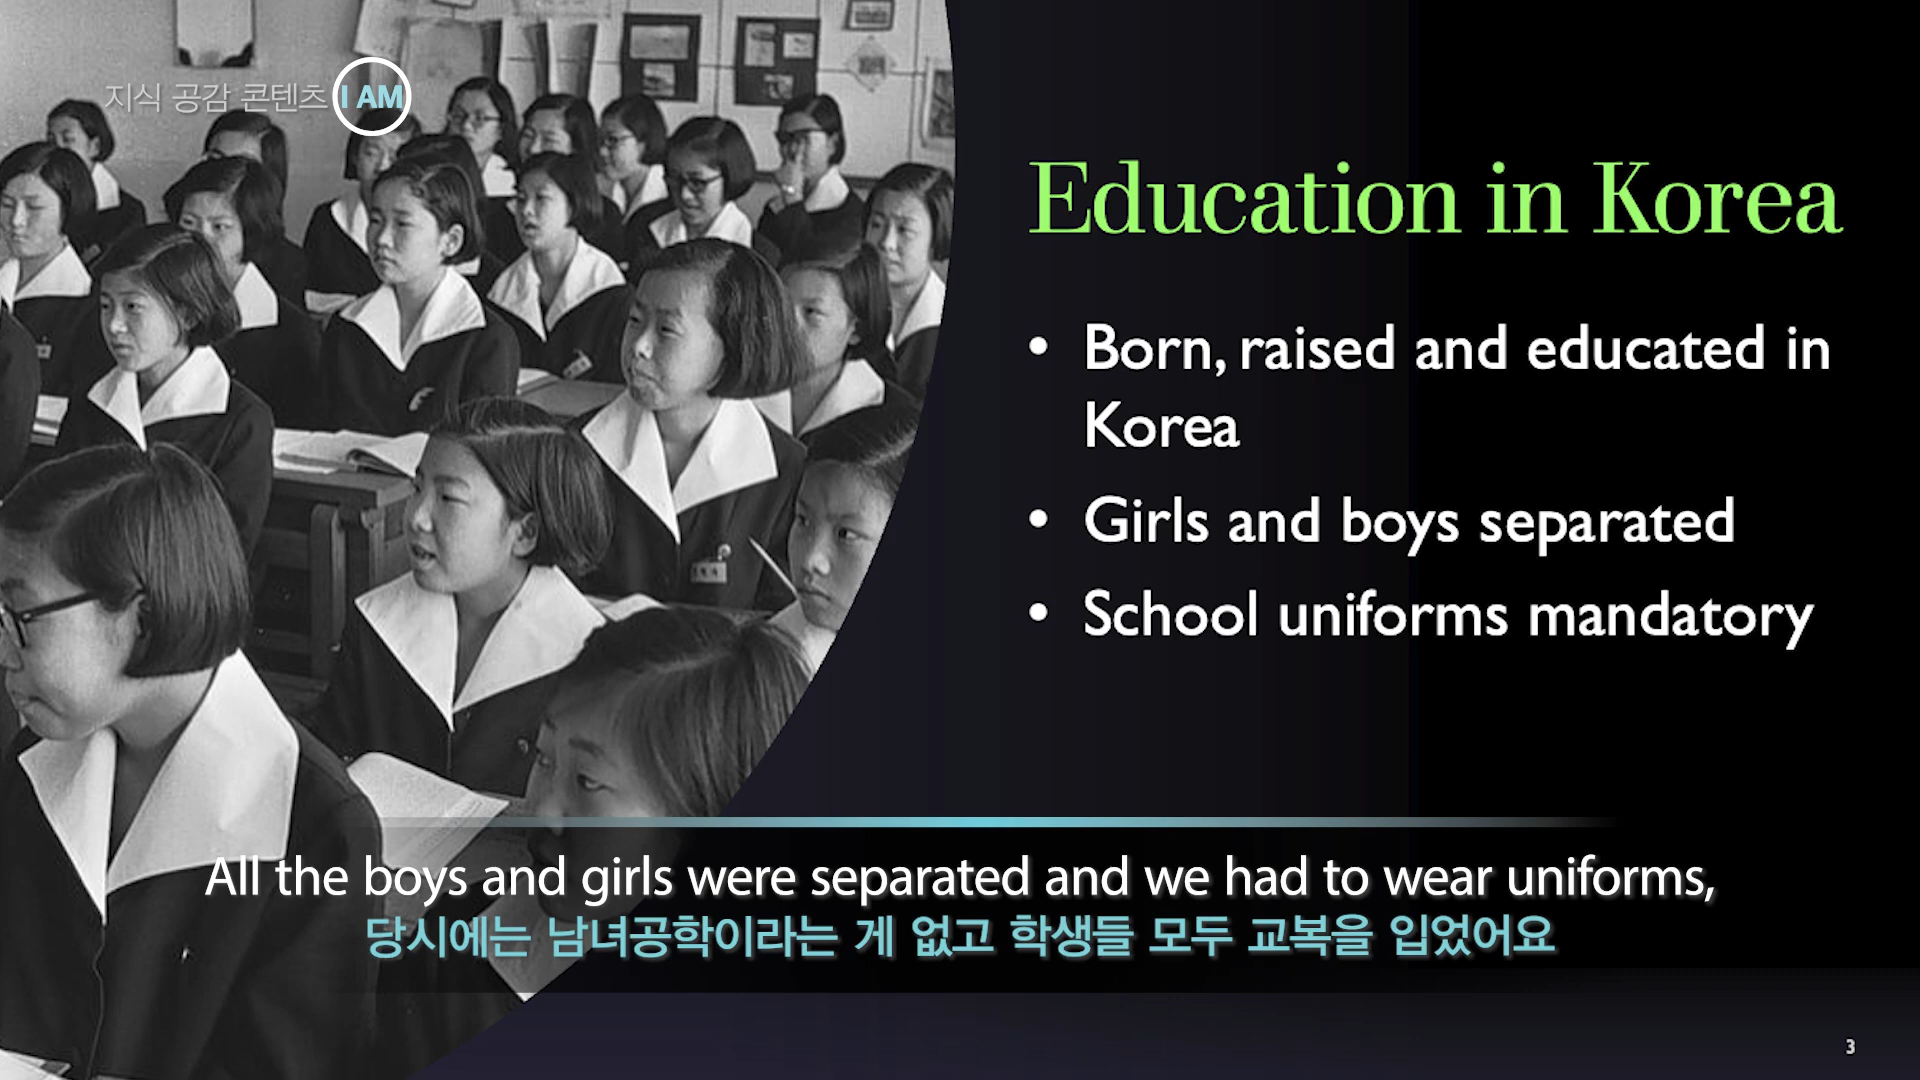 지식 공감 콘텐츠 I AM
Education in Korea
• Born, raised and educated in
Korea
• Girls and boys separated
• School uniforms mandatory
All the boys and girls were separated and we had to wear uniforms,
당시에는 남녀공학이라는 게 없고 학생들 모두 교복을 입었어요
3